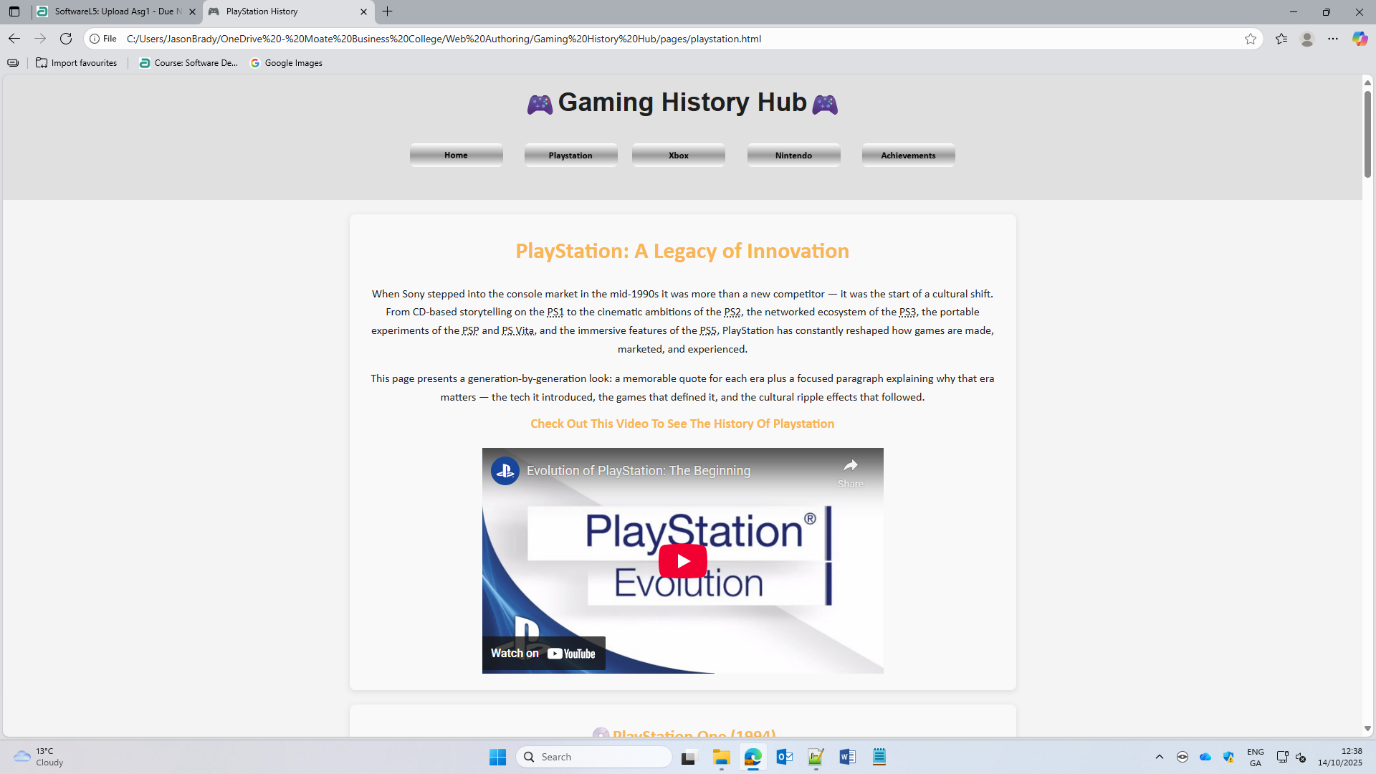 SoftwareL5: Upload Asg1 - Due N
PlayStation History
File C:/Users/JasonBrady/OneDrive%20-%20Moate%20Business%20College/Web%20Authoring/Gaming%20History%20Hub/pages/playstation.html
Import favourites
Course: Software De...
Google Images
Gaming History Hub
Home
Playstation
Xbox
Nintendo
Achievements
PlayStation: A Legacy of Innovation
When Sony stepped into the console market in the mid-1990s it was more than a new competitor — it was the start of a cultural shift.
From CD-based storytelling on the PS1 to the cinematic ambitions of the PS2, the networked ecosystem of the PS3, the portable
experiments of the PSP and PS Vita, and the immersive features of the PS5, PlayStation has constantly reshaped how games are made,
marketed, and experienced.
This page presents a generation-by-generation look: a memorable quote for each era plus a focused paragraph explaining why that era
matters — the tech it introduced, the games that defined it, and the cultural ripple effects that followed.
Check Out This Video To See The History Of Playstation
Evolution of PlayStation: The Beginning
Share
PlayStation®
Evolution
Watch on YouTube
PlayStation One (1994)
13°C
Cloudy
Search
ENG
GA
12:38
14/10/2025